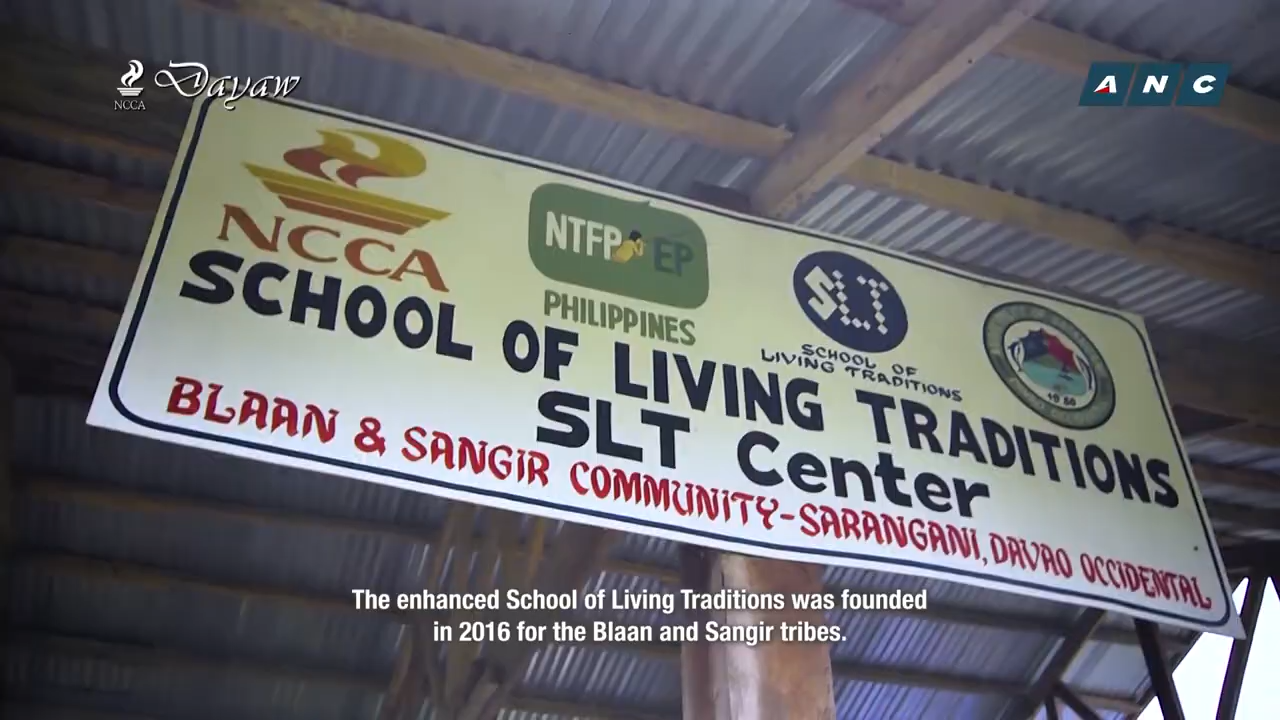 NCCA
Dayaw
ANC
NCCA
NTFP EP
PHILIPPINES
SLT
SCHOOL OF
LIVING TRADITIONS
1980
SCHOOL OF LIVING TRADITIONS
SLT Center
BLAAN & SANGIR COMMUNITY-SARANGANI, DAVAO OCCIDENTAL
The enhanced School of Living Traditions was founded
in 2016 for the Blaan and Sangir tribes.